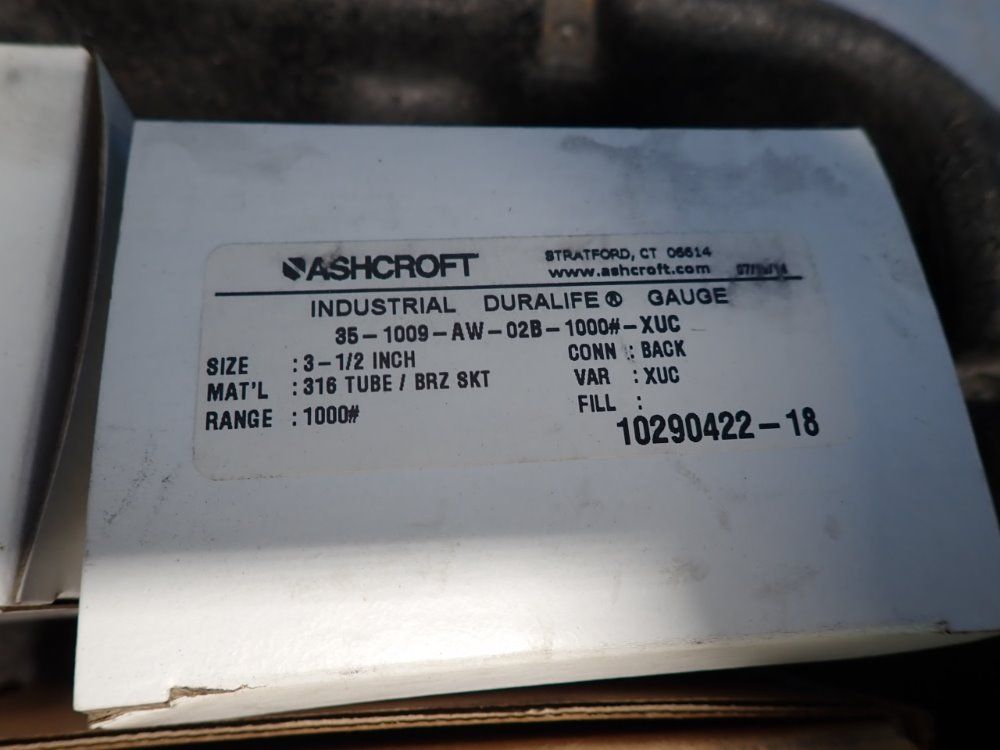 ASHCROFT
STRATFORD, CT 06614
www.ashcroft.com
INDUSTRIAL DURALIFE® GAUGE
35-1009-AW-02B-1000#-XUC
SIZE : 3-1/2 INCH CONN : BACK
MAT'L : 316 TUBE / BRZ SKT VAR : XUC
RANGE : 1000# FILL :
10290422-18